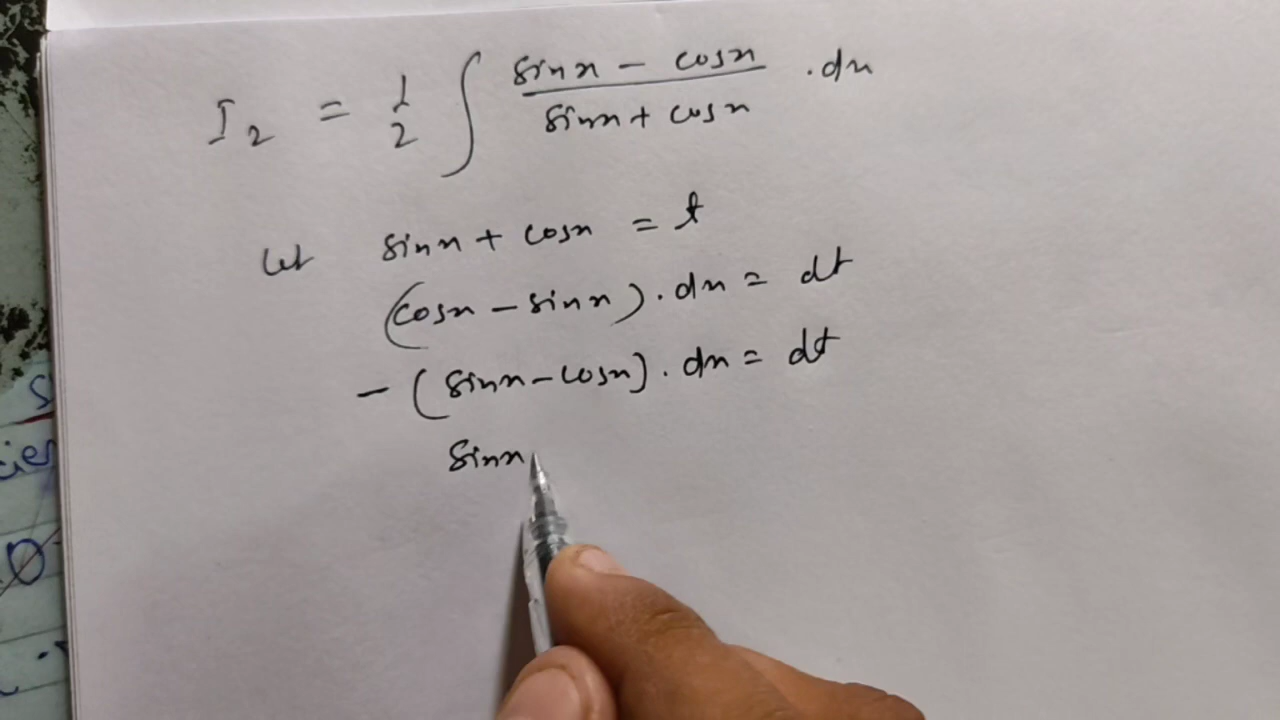 I₂ = 1/2 ∫ (sinx - cosx)/(sinx + cosx) . dx
Let sinx + cosx = t
(cosx - sinx) . dx = dt
- (sinx - cosx) . dx = dt
sinx